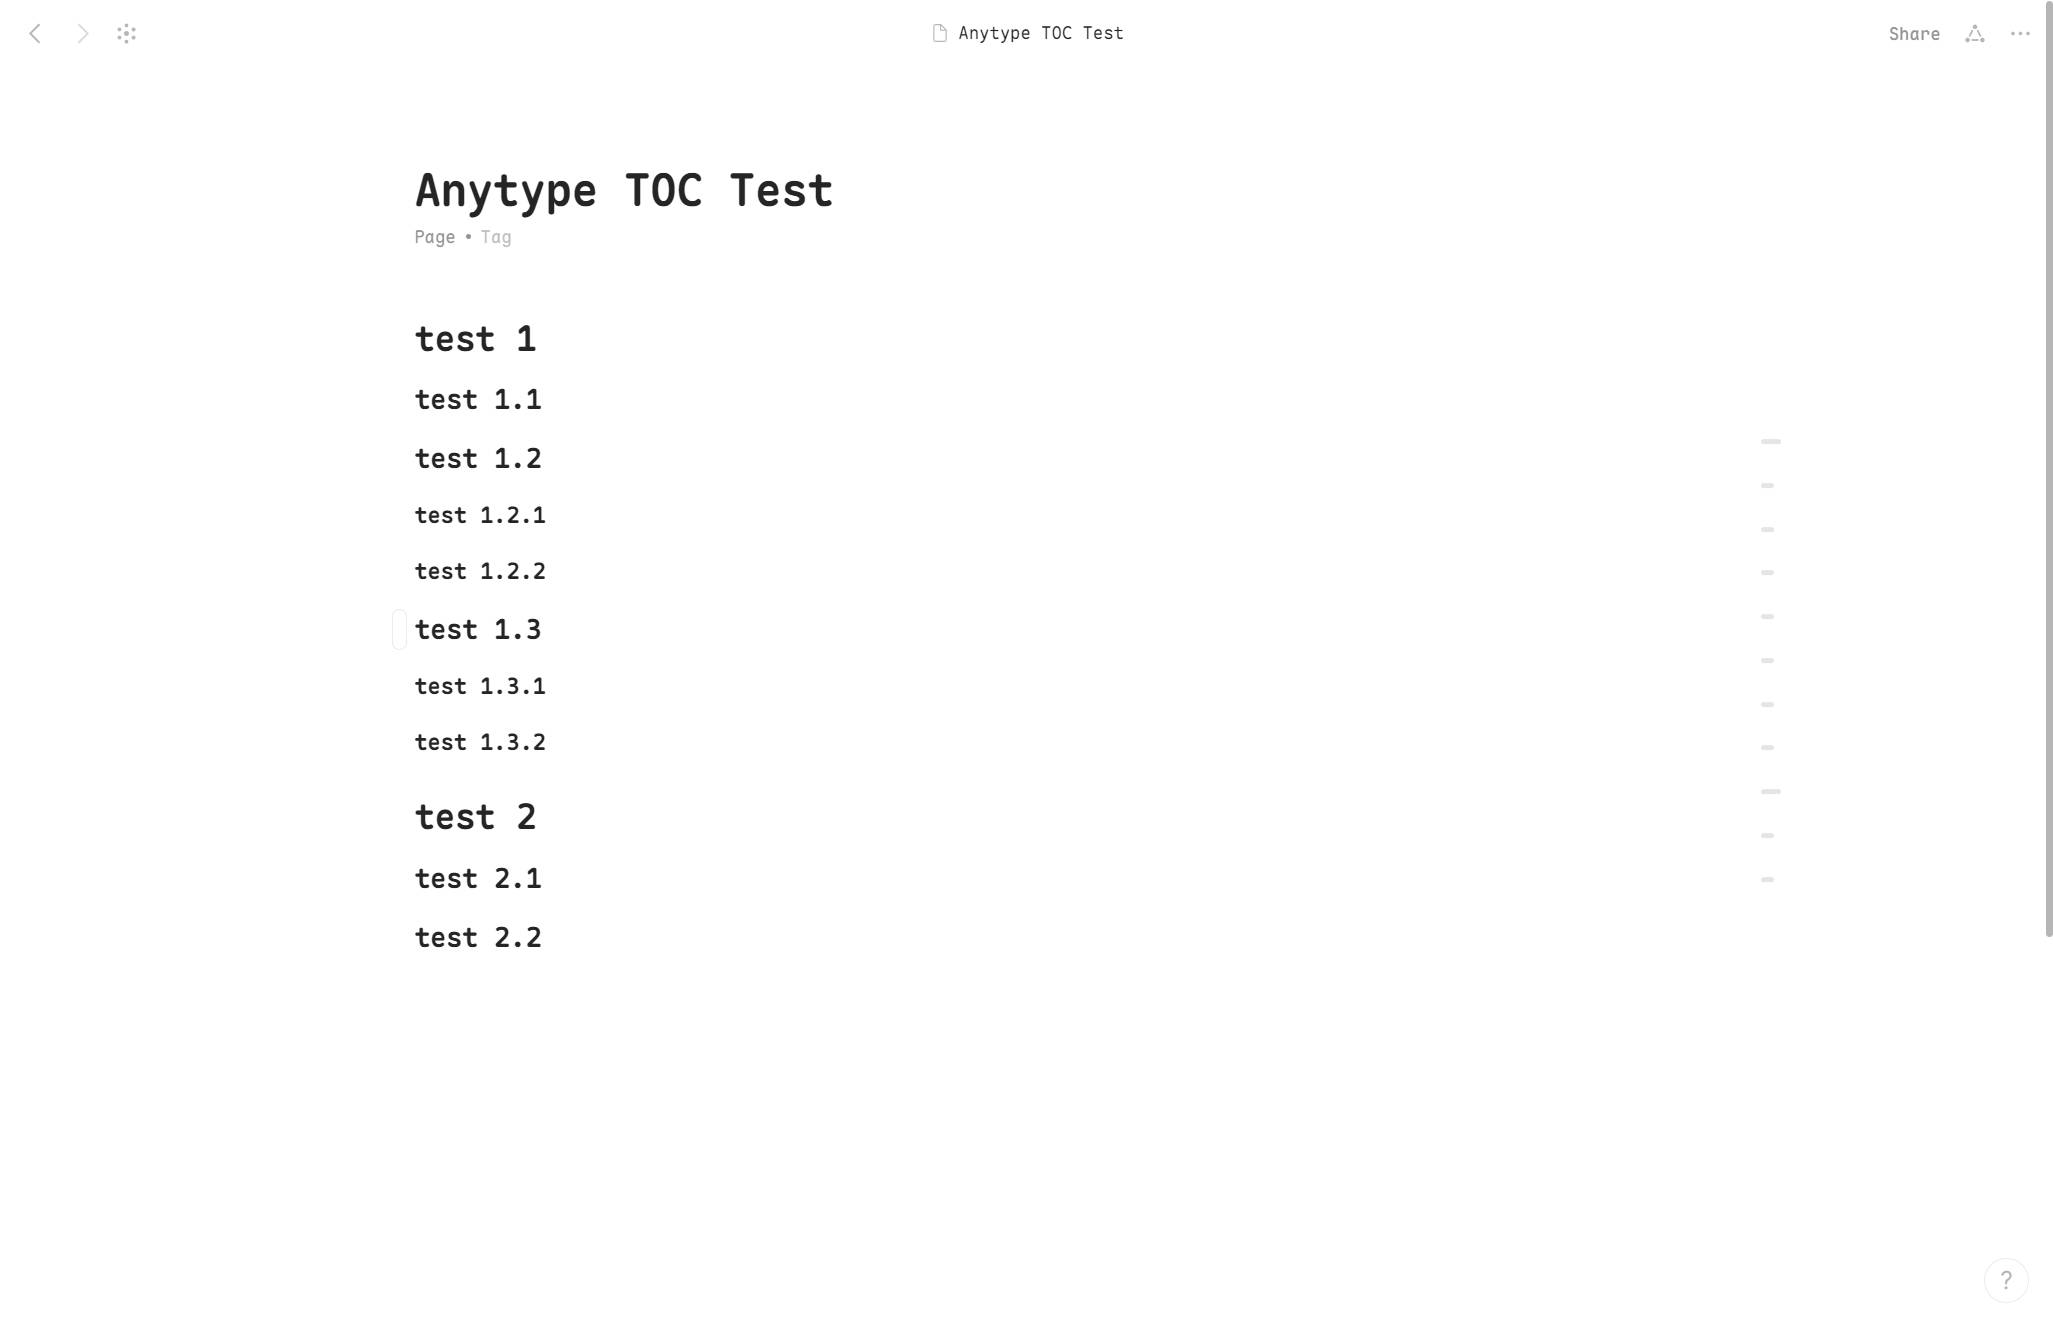 Anytype TOC Test
Share
Anytype TOC Test
Page • Tag
test 1
test 1.1
test 1.2
test 1.2.1
test 1.2.2
test 1.3
test 1.3.1
test 1.3.2
test 2
test 2.1
test 2.2
?